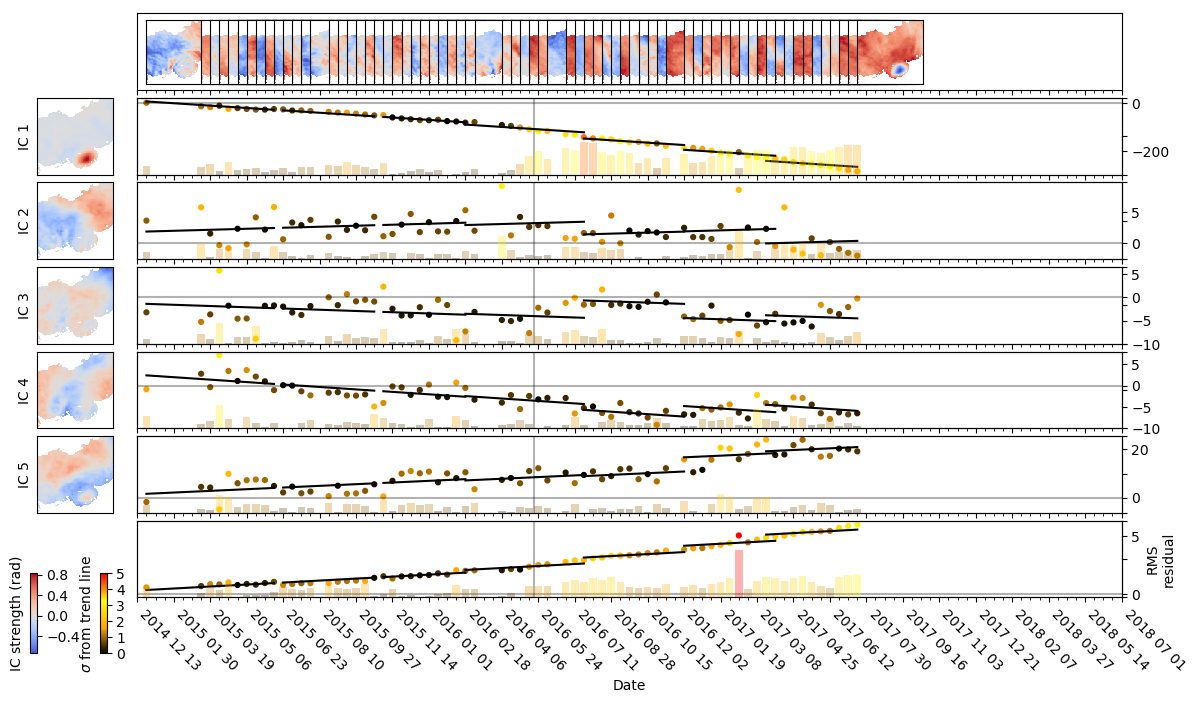 IC 1
0
−200
IC 2
5
0
IC 3
5
0
−5
−10
IC 4
5
0
−5
−10
IC 5
20
0
RMS
residual
5
0
IC strength (rad)
0.8
0.4
0.0
−0.4
σ from trend line
5
4
3
2
1
0
2014 12 13
2015 01 30
2015 03 19
2015 05 06
2015 06 23
2015 08 10
2015 09 27
2015 11 14
2016 01 01
2016 02 18
2016 04 06
2016 05 24
2016 07 11
2016 08 28
2016 10 15
2016 12 02
2017 01 19
2017 03 08
2017 04 25
2017 06 12
2017 07 30
2017 09 16
2017 11 03
2017 12 21
2018 02 07
2018 03 27
2018 05 14
2018 07 01
Date